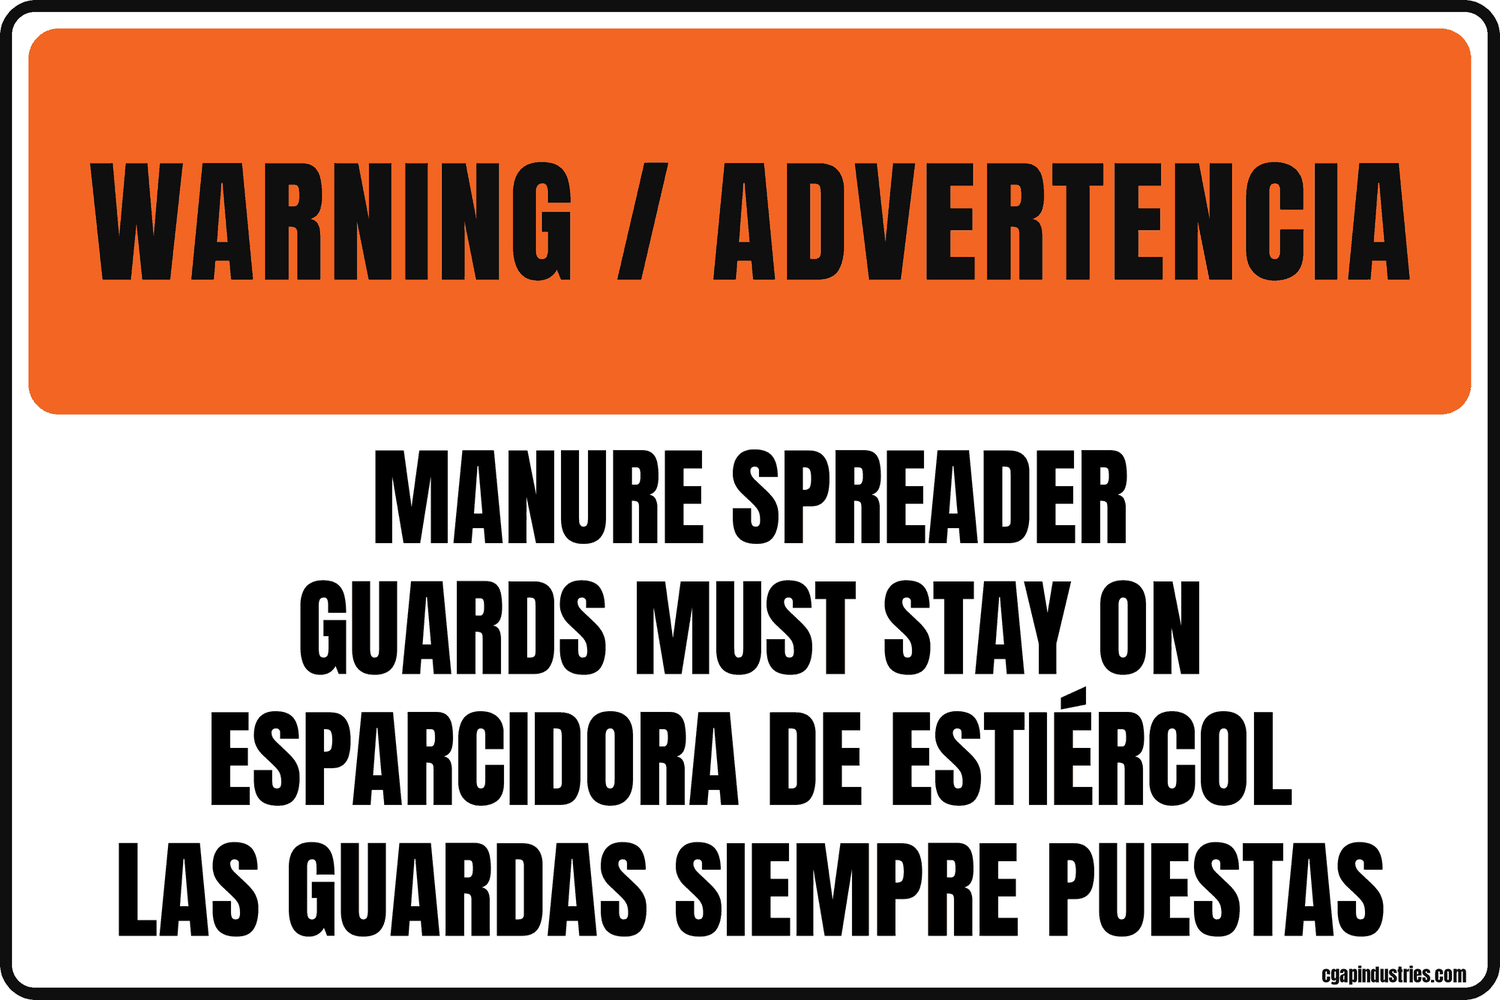 WARNING / ADVERTENCIA
MANURE SPREADER
GUARDS MUST STAY ON
ESPARCIDORA DE ESTIÉRCOL
LAS GUARDAS SIEMPRE PUESTAS
cgapindustries.com